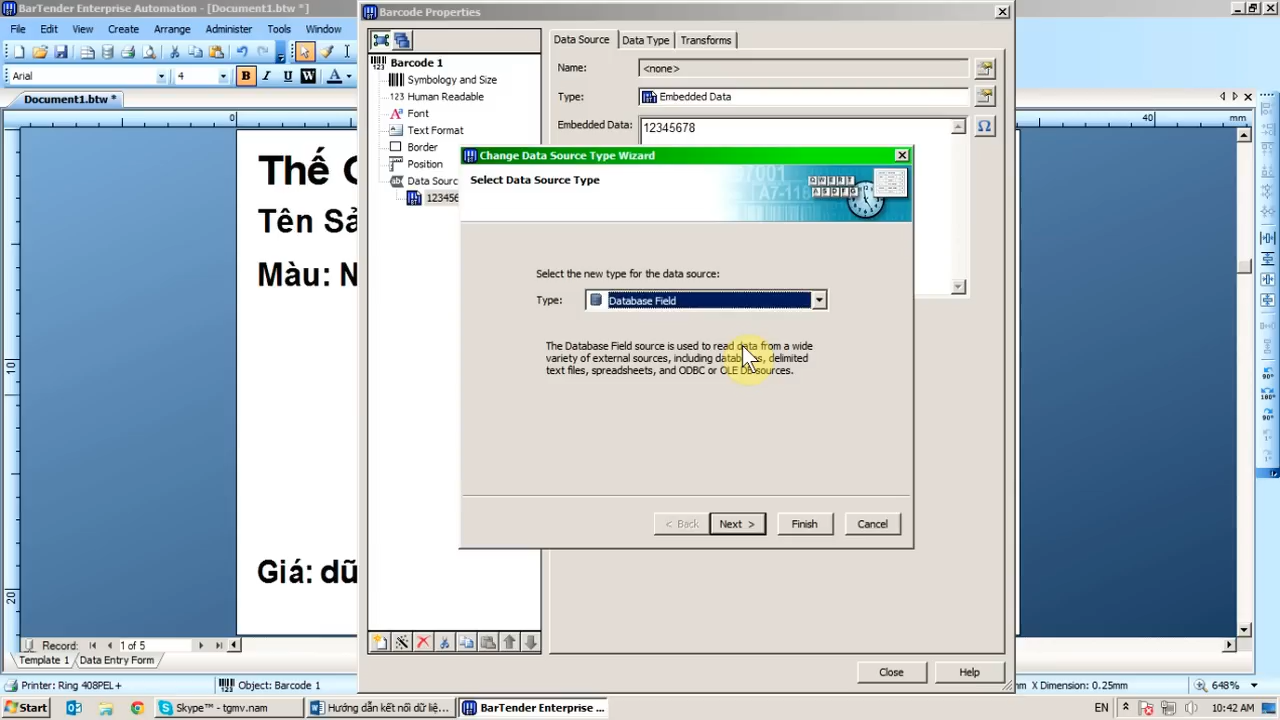 BarTender Enterprise Automation - [Document1.btw *]
File Edit View Create Arrange Administer Tools Window
Arial 4 B I U W A
Document1.btw *
0 40 mm
Thế
Tên Sả
Màu: N
Giá: dữ
20
Record: 1 of 5
Template 1 Data Entry Form
Printer: Ring 408PEL+ Object: Barcode 1
X Dimension: 0.25mm 648%
Barcode Properties
Barcode 1
Symbology and Size
123 Human Readable
Font
Text Format
Border
Position
Data Sourc
123456
Data Source Data Type Transforms
Name: <none>
Type: Embedded Data
Embedded Data: 12345678
Change Data Source Type Wizard
Select Data Source Type
Select the new type for the data source:
Type: Database Field
The Database Field source is used to read data from a wide
variety of external sources, including databases, delimited
text files, spreadsheets, and ODBC or OLE DB sources.
< Back Next > Finish Cancel
Close Help
Start Skype™ - tgmv.nam Hướng dẫn kết nối dữ liệ... BarTender Enterprise ... EN 10:42 AM